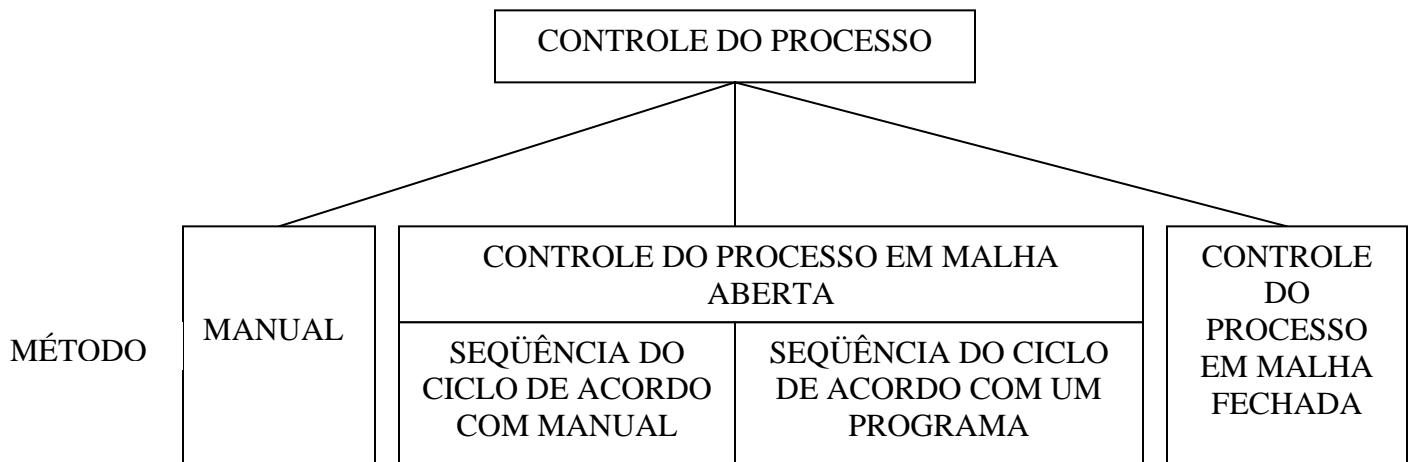 CONTROLE DO PROCESSO
MÉTODO
MANUAL
CONTROLE DO PROCESSO EM MALHA
ABERTA
SEQÜÊNCIA DO
CICLO DE ACORDO
COM MANUAL
SEQÜÊNCIA DO CICLO
DE ACORDO COM UM
PROGRAMA
CONTROLE
DO
PROCESSO
EM MALHA
FECHADA